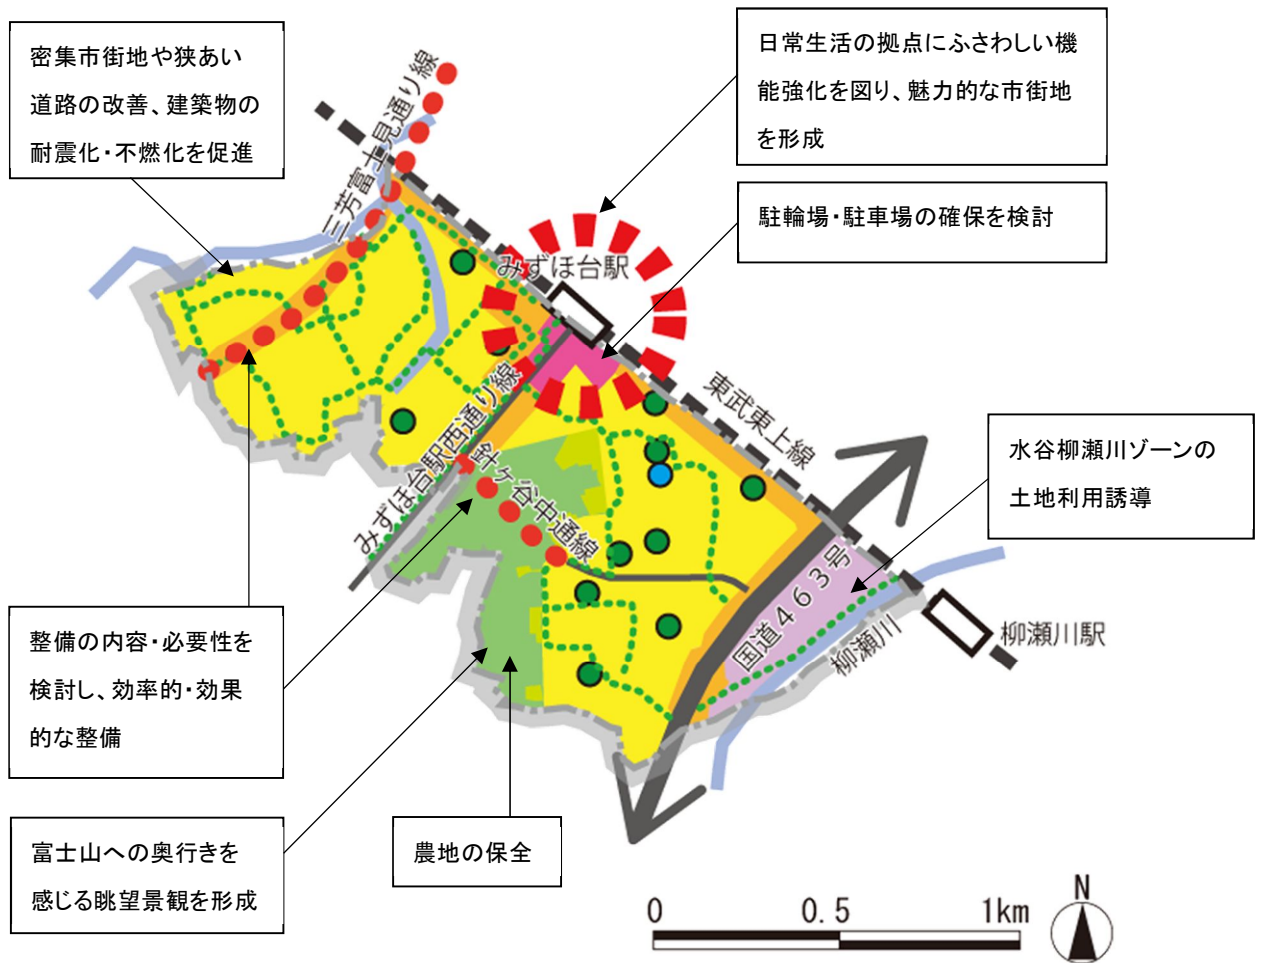 密集市街地や狭あい
道路の改善、建築物の
耐震化・不燃化を促進
日常生活の拠点にふさわしい機
能強化を図り、魅力的な市街地
を形成
駐輪場・駐車場の確保を検討
三芳富士見通り線
みずほ台駅
東武東上線
みずほ台駅西通り線
針ヶ谷中通線
水谷柳瀬川ゾーンの
土地利用誘導
国道463号
柳瀬川
柳瀬川駅
整備の内容・必要性を
検討し、効率的・効果
的な整備
富士山への奥行きを
感じる眺望景観を形成
農地の保全
0 0.5 1km
N